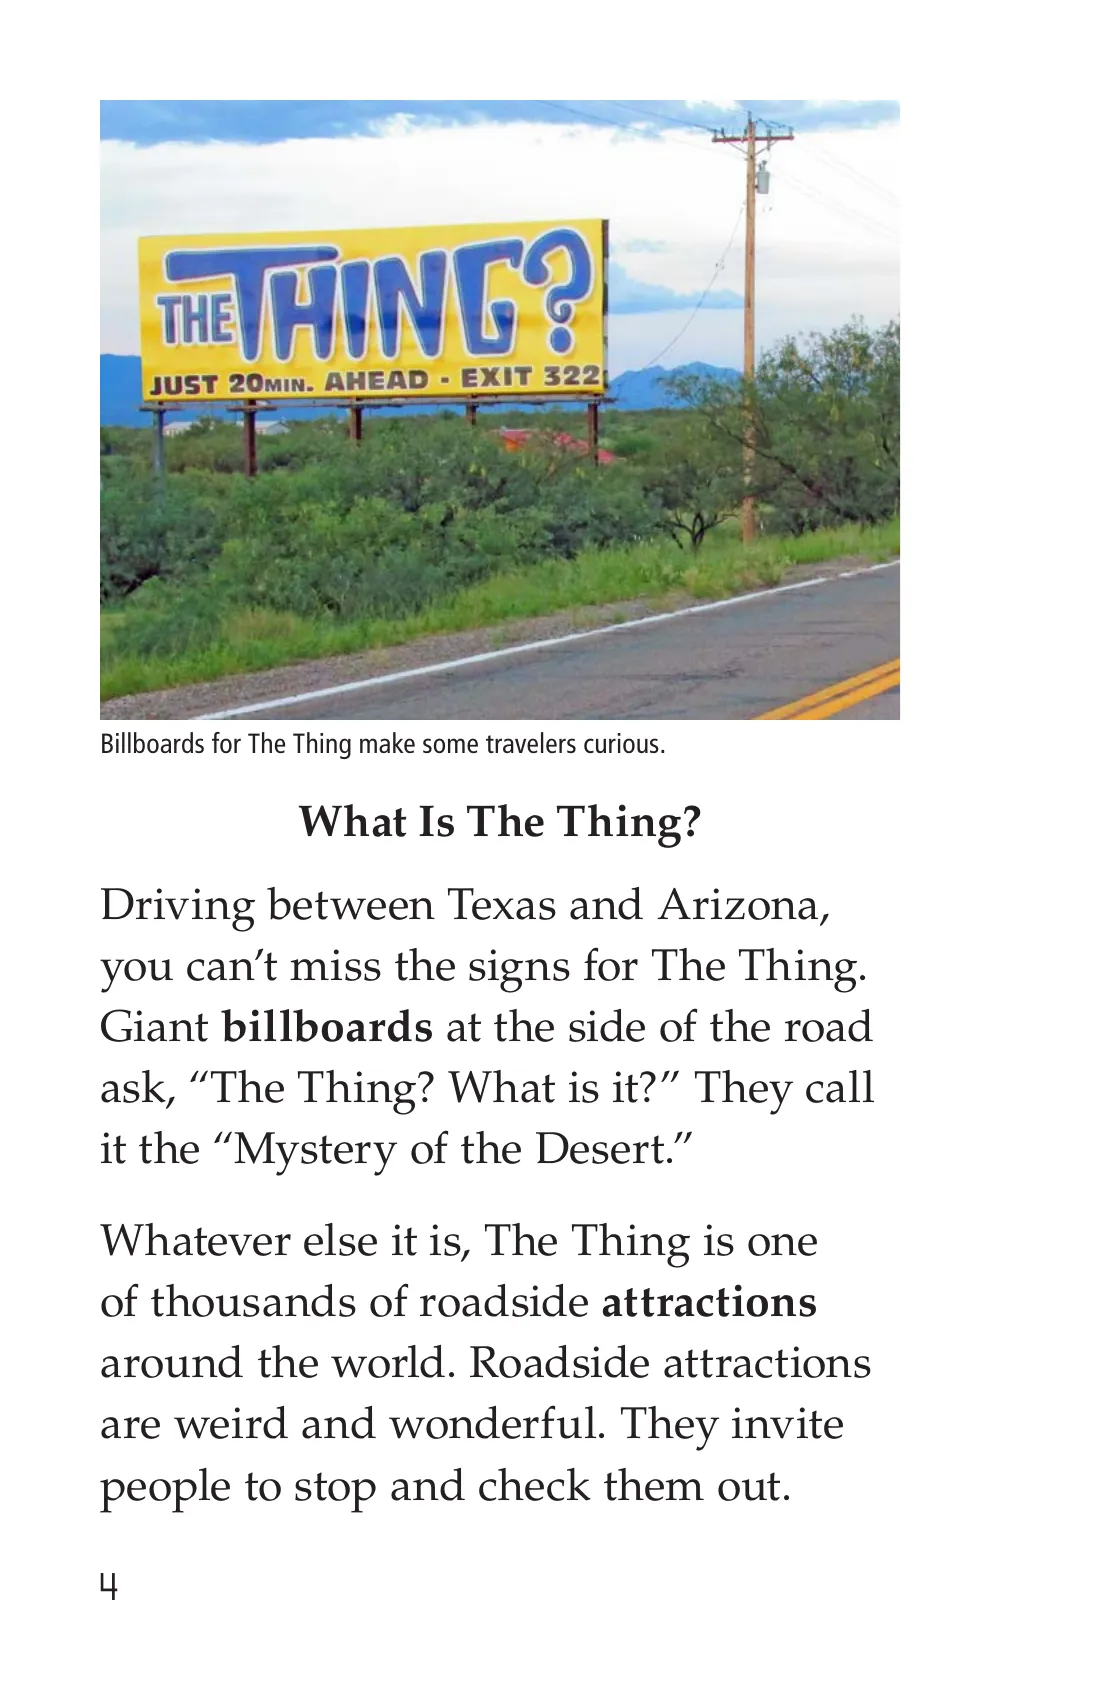 THE THING?
JUST 20MIN. AHEAD - EXIT 322
Billboards for The Thing make some travelers curious.
What Is The Thing?
Driving between Texas and Arizona,
you can’t miss the signs for The Thing.
Giant billboards at the side of the road
ask, “The Thing? What is it?” They call
it the “Mystery of the Desert.”
Whatever else it is, The Thing is one
of thousands of roadside attractions
around the world. Roadside attractions
are weird and wonderful. They invite
people to stop and check them out.
4